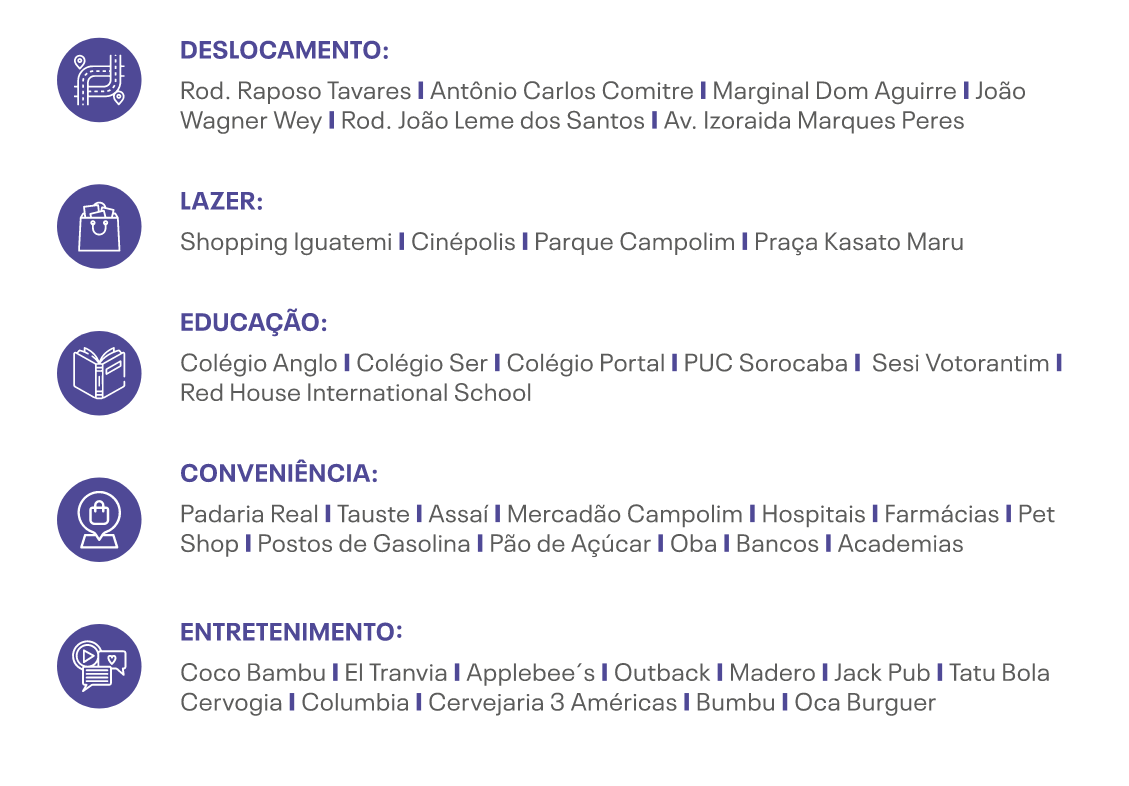 DESLOCAMENTO:
Rod. Raposo Tavares I Antônio Carlos Comitre I Marginal Dom Aguirre I João
Wagner Wey I Rod. João Leme dos Santos I Av. Izoraida Marques Peres
LAZER:
Shopping Iguatemi I Cinépolis I Parque Campolim I Praça Kasato Maru
EDUCAÇÃO:
Colégio Anglo I Colégio Ser I Colégio Portal I PUC Sorocaba I Sesi Votorantim I
Red House International School
CONVENIÊNCIA:
Padaria Real I Tauste I Assaí I Mercadão Campolim I Hospitais I Farmácias I Pet
Shop I Postos de Gasolina I Pão de Açúcar I Oba I Bancos I Academias
ENTRETENIMENTO:
Coco Bambu I El Tranvia I Applebee´s I Outback I Madero I Jack Pub I Tatu Bola
Cervogia I Columbia I Cervejaria 3 Américas I Bumbu I Oca Burguer